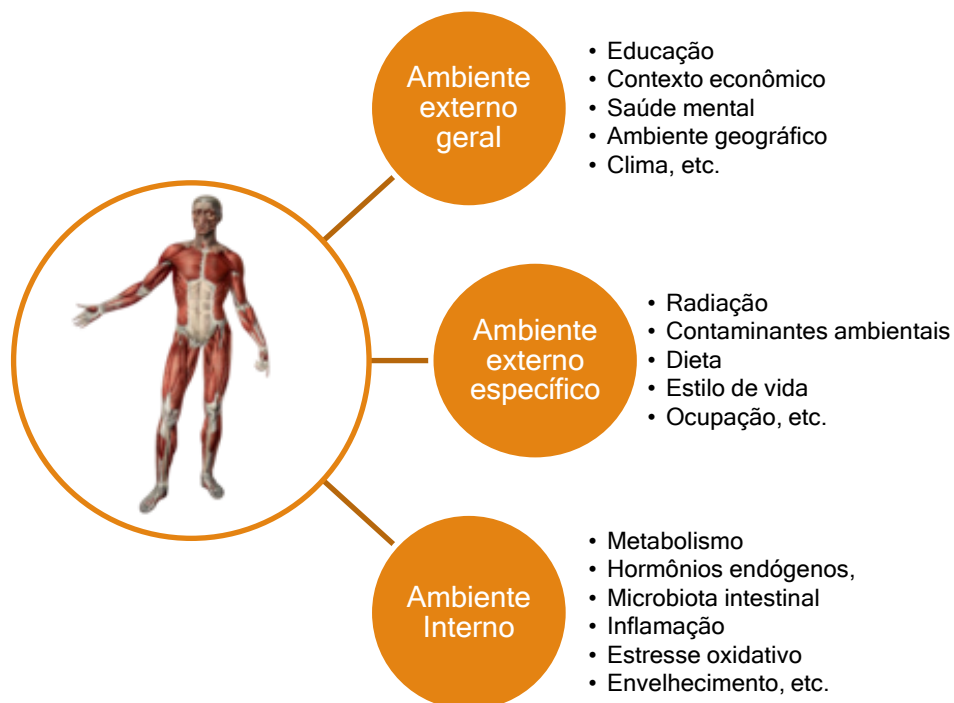 Ambiente
externo
geral
• Educação
• Contexto econômico
• Saúde mental
• Ambiente geográfico
• Clima, etc.
Ambiente
externo
específico
• Radiação
• Contaminantes ambientais
• Dieta
• Estilo de vida
• Ocupação, etc.
Ambiente
Interno
• Metabolismo
• Hormônios endógenos,
• Microbiota intestinal
• Inflamação
• Estresse oxidativo
• Envelhecimento, etc.